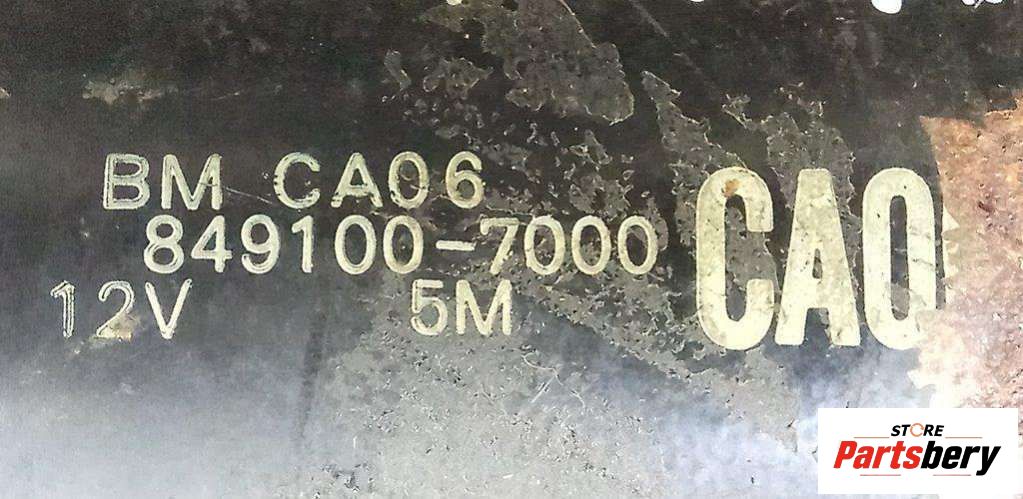 BM CA06
849100-7000
12V 5M
CA0
STORE
Partsbery